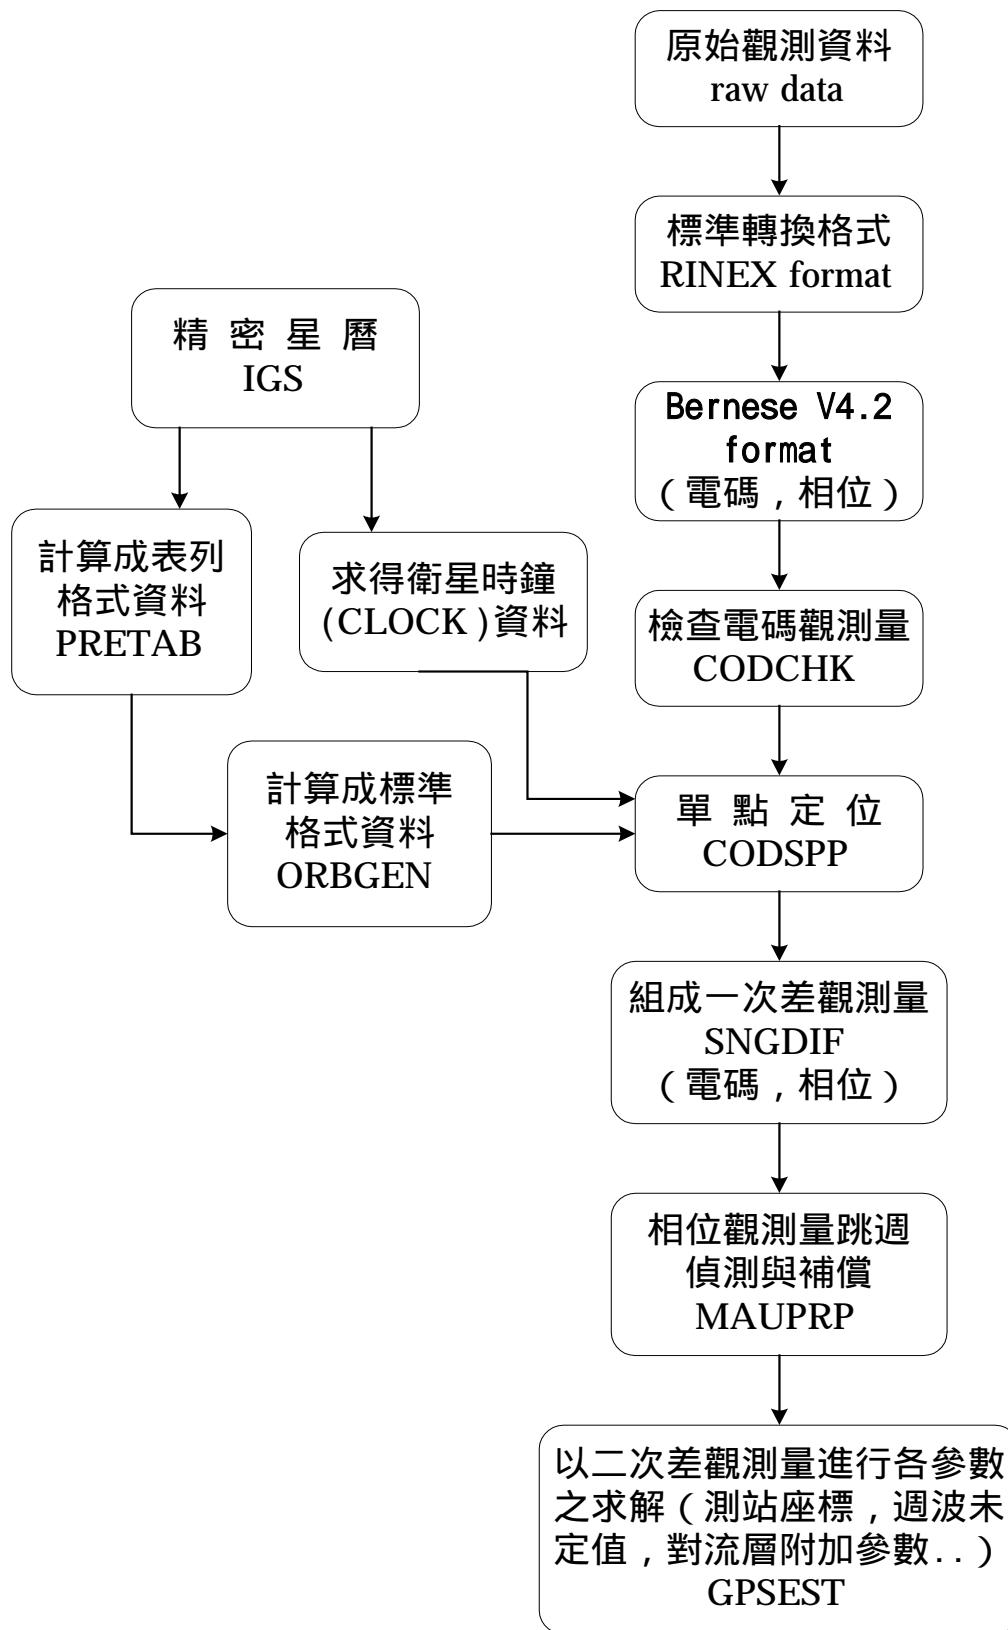 原始觀測資料
raw data
標準轉換格式
RINEX format
精 密 星 曆
IGS
Bernese V4.2
format
（電碼，相位）
計算成表列
格式資料
PRETAB
求得衛星時鐘
(CLOCK)資料
檢查電碼觀測量
CODCHK
計算成標準
格式資料
ORBGEN
單 點 定 位
CODSPP
組成一次差觀測量
SNGDIF
（電碼，相位）
相位觀測量跳週
偵測與補償
MAUPRP
以二次差觀測量進行各參數
之求解（測站座標，週波未
定值，對流層附加參數..）
GPSEST